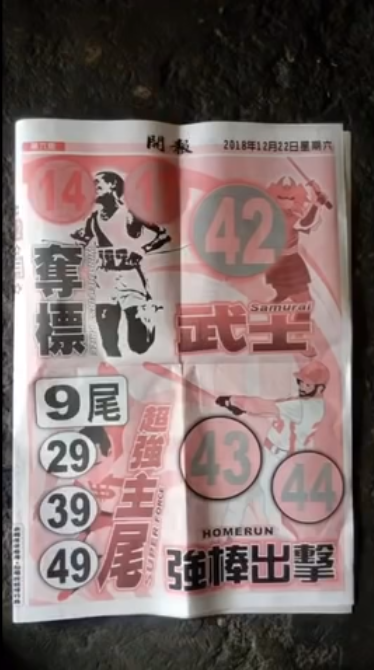 開報
2018年12月22日星期六
14
42
奪標
Samurai
武士
9尾
29
39
49
超強主尾
SUPER FORCE
43
44
HOMERUN
強棒出擊